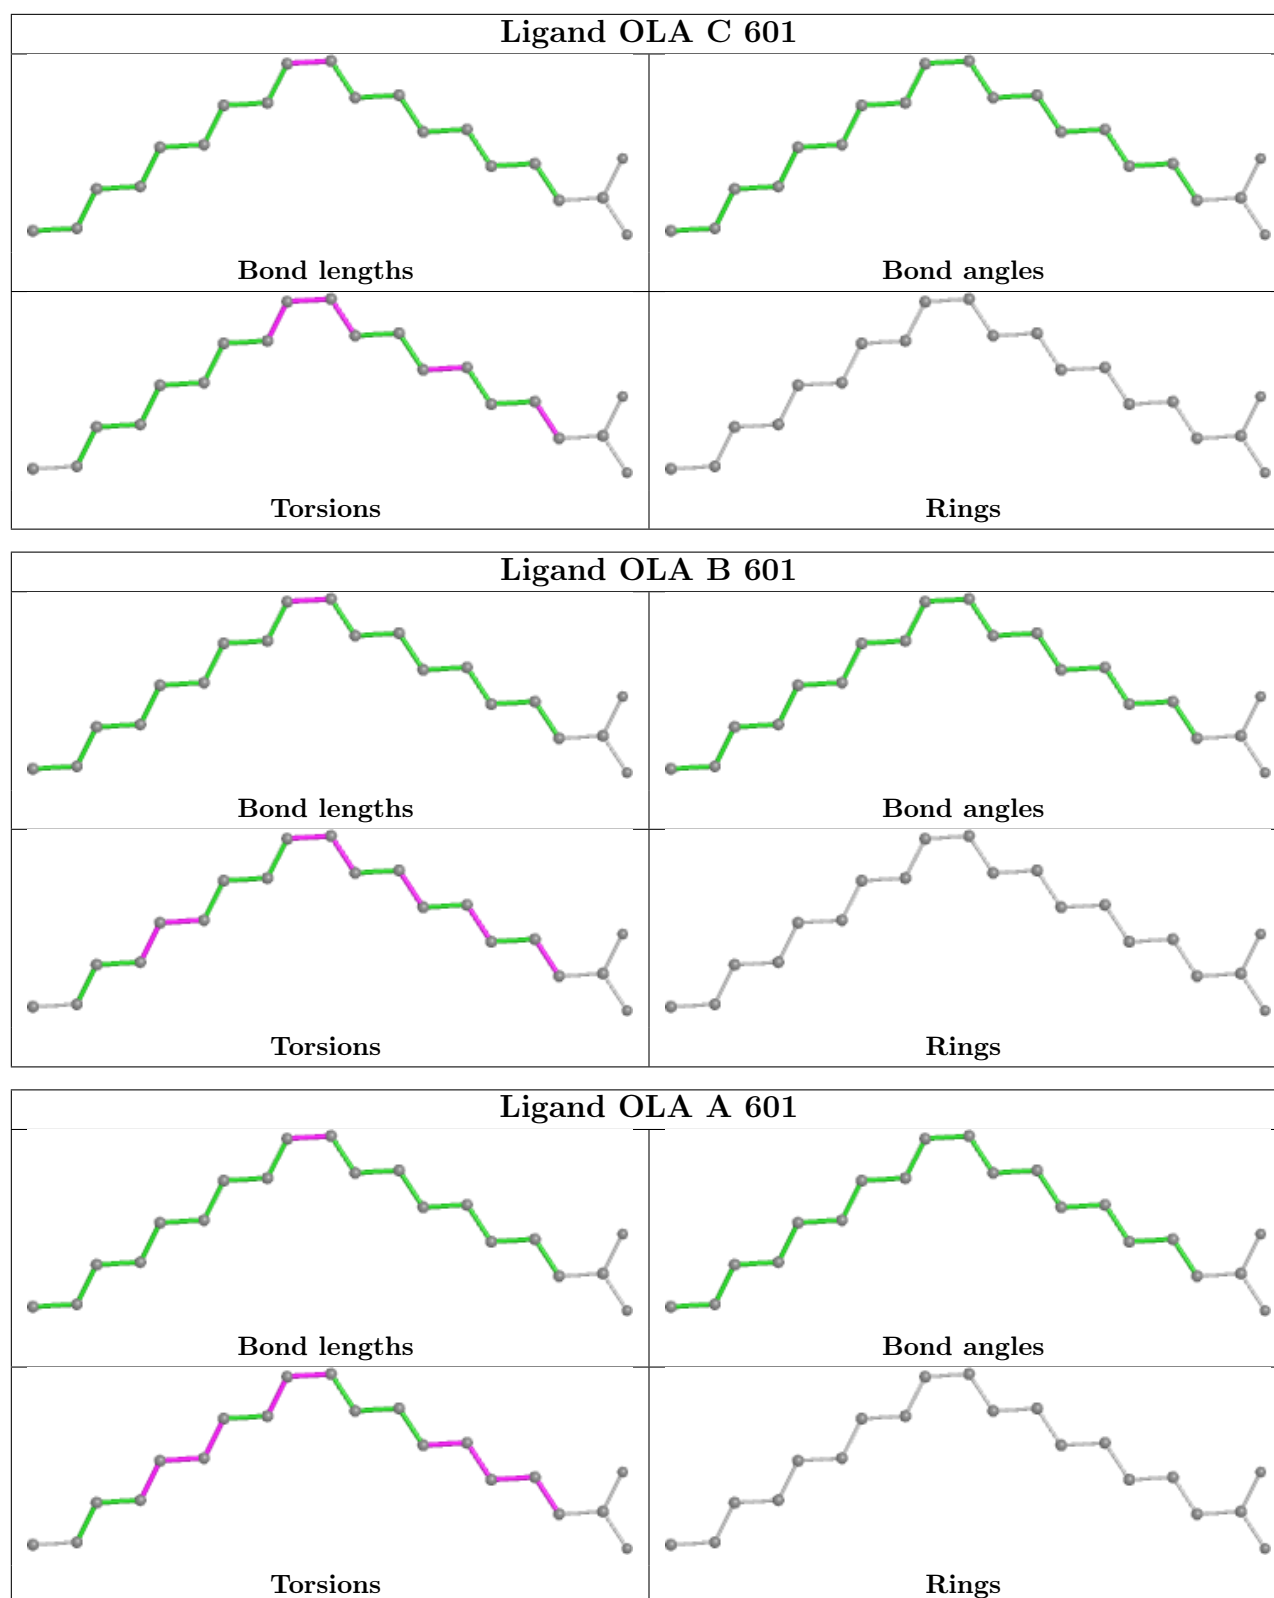 Ligand OLA C 601
Bond lengths
Bond angles
Torsions
Rings
Ligand OLA B 601
Bond lengths
Bond angles
Torsions
Rings
Ligand OLA A 601
Bond lengths
Bond angles
Torsions
Rings